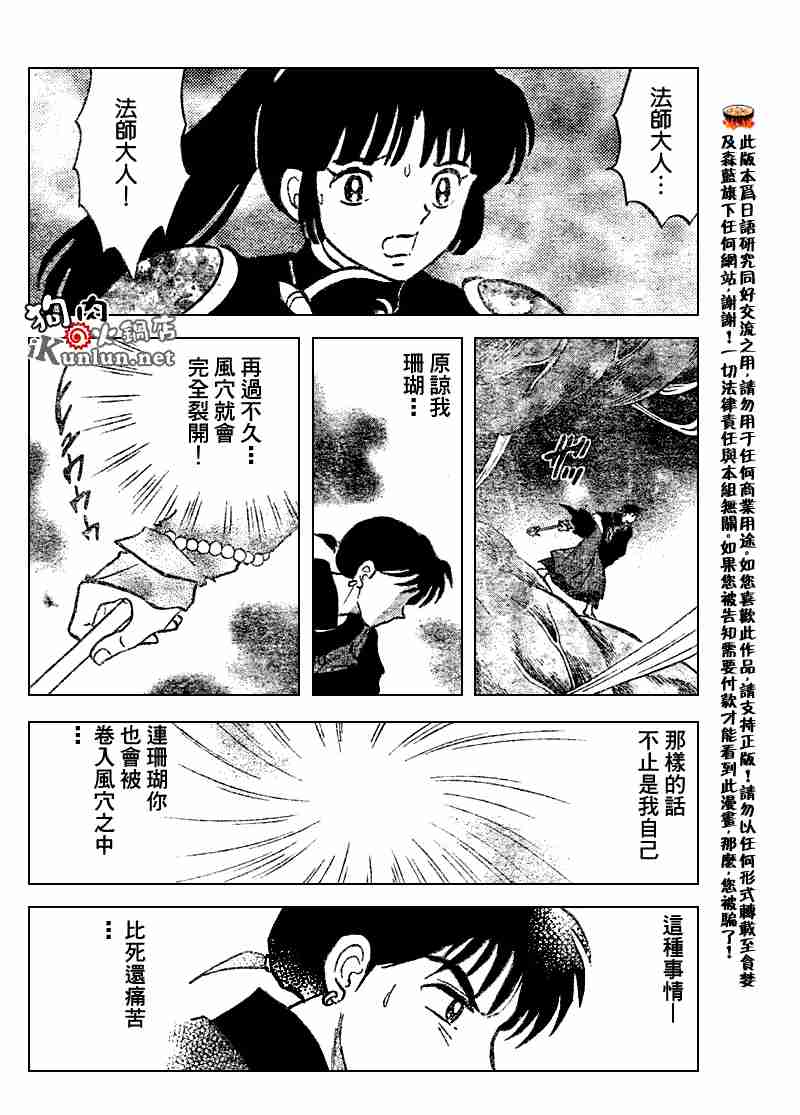 法師大人…
法師大人！
原諒我
珊瑚…
再過不久…
風穴就會
完全裂開！
那樣的話
不止是我自己
連珊瑚你
也會被
卷入風穴之中
…
這種事情—
比死還痛苦
…
此版本爲日語研究同好交流之用，請勿用于任何商業用途。如您喜歡此作品，請支持正版！請勿以任何形式轉載至貪婪
及森藍旗下任何網站，謝謝！一切法律責任與本組無關。如果您被告知需要付款才能看到此漫畫，那麽，您被騙了！
狗肉
火鍋店
Kunlun.net